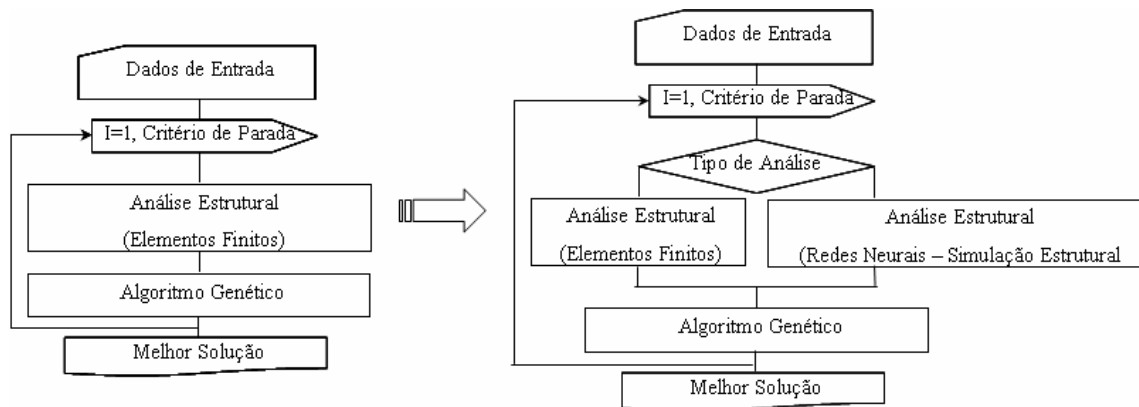 Dados de Entrada
I=1, Critério de Parada
Análise Estrutural
(Elementos Finitos)
Algoritmo Genético
Melhor Solução
Dados de Entrada
I=1, Critério de Parada
Tipo de Análise
Análise Estrutural
(Elementos Finitos)
Análise Estrutural
(Redes Neurais – Simulação Estrutural
Algoritmo Genético
Melhor Solução